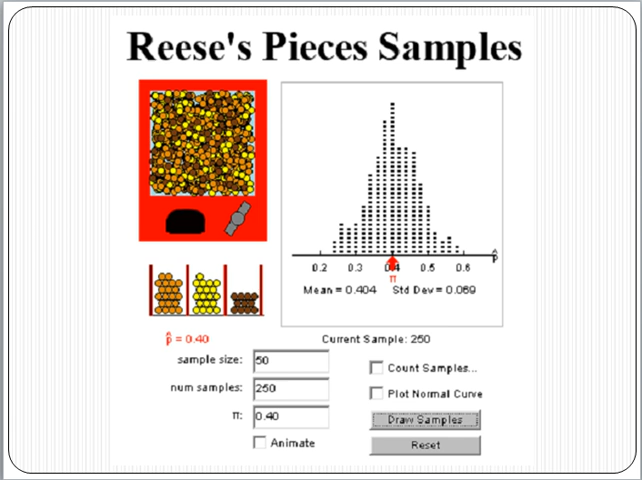 Reese's Pieces Samples
0.2 0.3 0.4 0.5 0.6 p̂
π
Mean = 0.404 Std Dev = 0.069
p̂ = 0.40
Current Sample: 250
sample size: 50
Count Samples...
num samples: 250
Plot Normal Curve
π: 0.40
Draw Samples
Animate
Reset